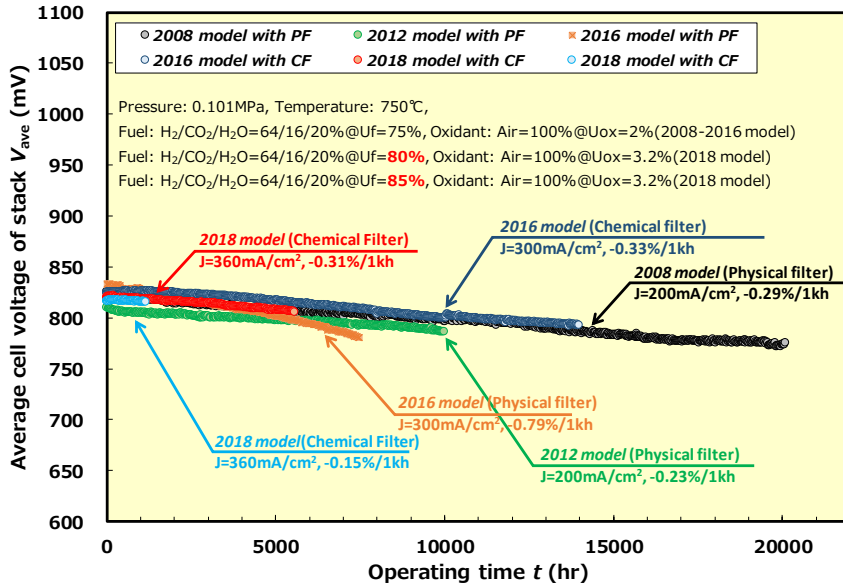 1100
1050
1000
950
900
850
800
750
700
650
600
Average cell voltage of stack Vave (mV)
2008 model with PF 2012 model with PF 2016 model with PF
2016 model with CF 2018 model with CF 2018 model with CF
Pressure: 0.101MPa, Temperature: 750℃,
Fuel: H₂/CO₂/H₂O=64/16/20%@Uf=75%, Oxidant: Air=100%@Uox=2%(2008-2016 model)
Fuel: H₂/CO₂/H₂O=64/16/20%@Uf=80%, Oxidant: Air=100%@Uox=3.2%(2018 model)
Fuel: H₂/CO₂/H₂O=64/16/20%@Uf=85%, Oxidant: Air=100%@Uox=3.2%(2018 model)
2018 model (Chemical Filter)
J=360mA/cm², -0.31%/1kh
2016 model (Chemical Filter)
J=300mA/cm², -0.33%/1kh
2008 model (Physical filter)
J=200mA/cm², -0.29%/1kh
2016 model (Physical filter)
J=300mA/cm², -0.79%/1kh
2018 model(Chemical Filter)
J=360mA/cm², -0.15%/1kh
2012 model (Physical filter)
J=200mA/cm², -0.23%/1kh
0 5000 10000 15000 20000
Operating time t (hr)